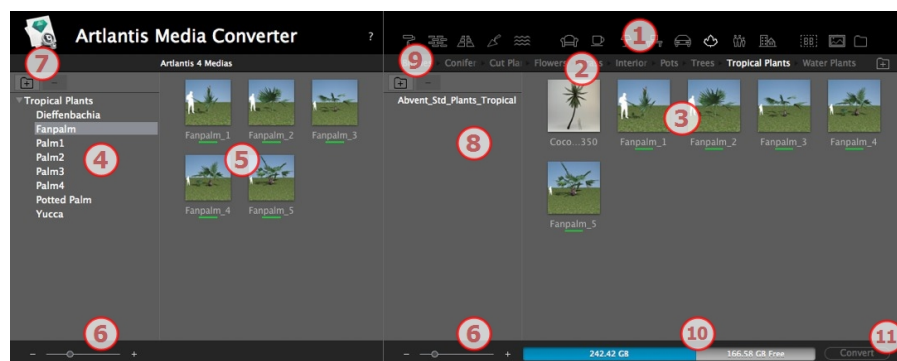 Artlantis Media Converter
?
1
7
Artlantis 4 Medias
9
Conifer
Cut Pla
Flowers
2
Interior
Pots
Trees
Tropical Plants
Water Plants
Tropical Plants
Dieffenbachia
Fanpalm
Palm1
Palm2
Palm3
Palm4
Potted Palm
Yucca
4
Fanpalm_1
Fanpalm_2
Fanpalm_3
5
Fanpalm_4
Fanpalm_5
Abvent_Std_Plants_Tropical
8
3
Coco...350
Fanpalm_1
Fanpalm_2
Fanpalm_3
Fanpalm_4
Fanpalm_5
6
- +
6
- +
10
242.42 GB
166.58 GB Free
Convert
11